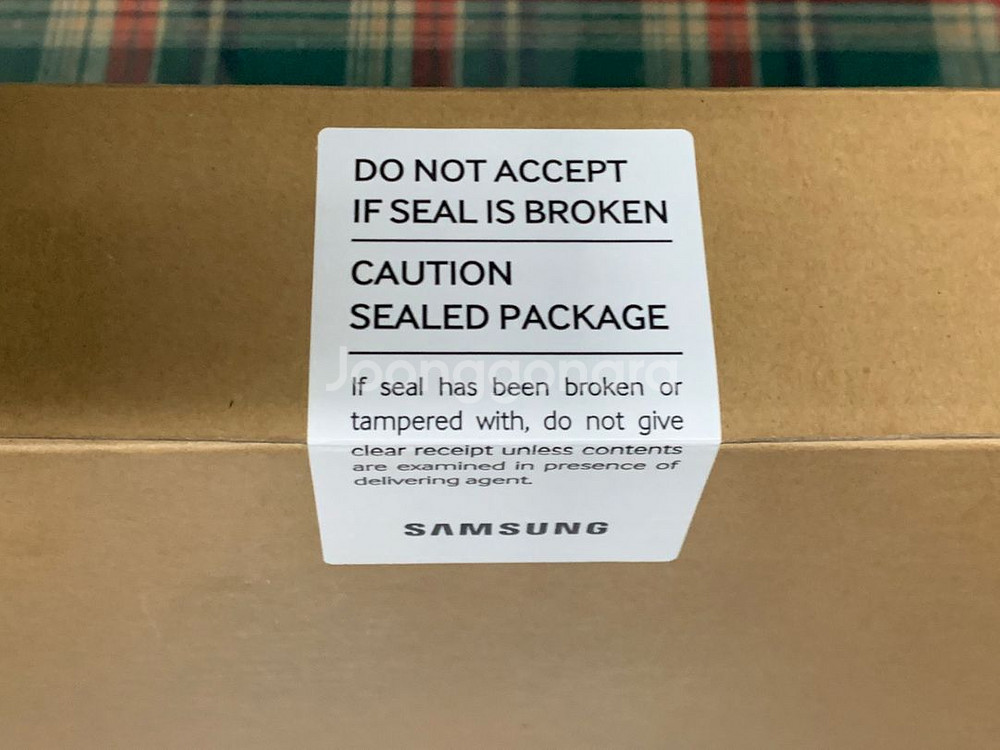 DO NOT ACCEPT
IF SEAL IS BROKEN
CAUTION
SEALED PACKAGE
Joonggonara
If seal has been broken or
tampered with, do not give
clear receipt unless contents
are examined in presence of
delivering agent.
SAMSUNG